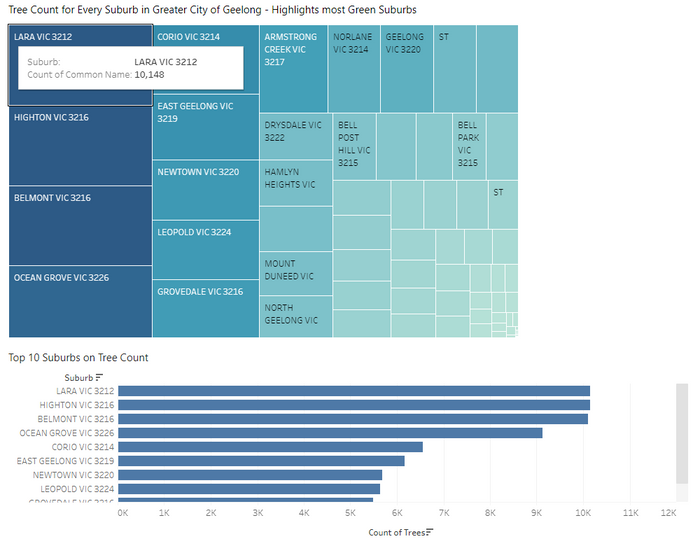 Tree Count for Every Suburb in Greater City of Geelong - Highlights most Green Suburbs
LARA VIC 3212
Suburb: LARA VIC 3212
Count of Common Name: 10,148
HIGHTON VIC 3216
BELMONT VIC 3216
OCEAN GROVE VIC 3226
CORIO VIC 3214
EAST GEELONG VIC
3219
NEWTOWN VIC 3220
LEOPOLD VIC 3224
GROVEDALE VIC 3216
ARMSTRONG
CREEK VIC
3217
NORLANE
VIC 3214
GEELONG
VIC 3220
ST
DRYSDALE VIC
3222
BELL
POST
HILL VIC
3215
BELL
PARK
VIC
3215
HAMLYN
HEIGHTS VIC
ST
MOUNT
DUNEED VIC
NORTH
GEELONG VIC
Top 10 Suburbs on Tree Count
Suburb
LARA VIC 3212
HIGHTON VIC 3216
BELMONT VIC 3216
OCEAN GROVE VIC 3226
CORIO VIC 3214
EAST GEELONG VIC 3219
NEWTOWN VIC 3220
LEOPOLD VIC 3224
GROVEDALE VIC 3216
0K 1K 2K 3K 4K 5K 6K 7K 8K 9K 10K 11K 12K
Count of Trees